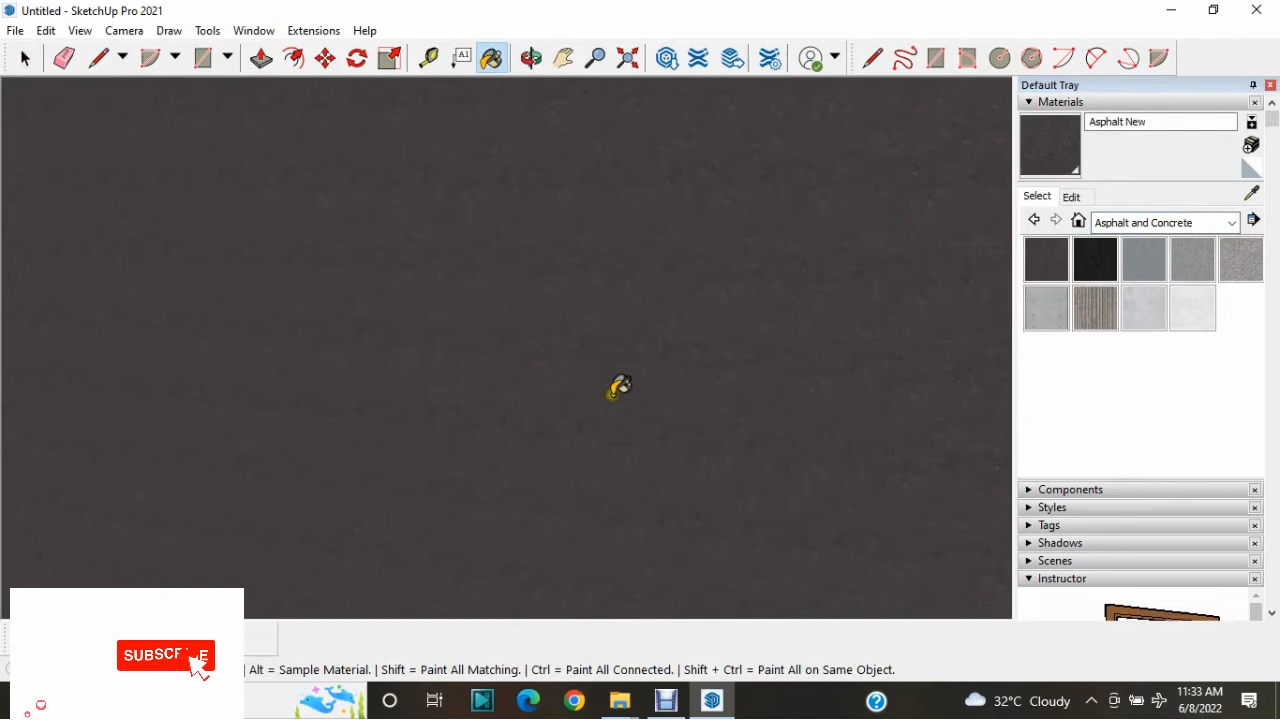 Untitled - SketchUp Pro 2021
File Edit View Camera Draw Tools Window Extensions Help
A1
Default Tray
Materials
Asphalt New
Select Edit
Asphalt and Concrete
Components
Styles
Tags
Shadows
Scenes
Instructor
Alt = Sample Material. | Shift = Paint All Matching. | Ctrl = Paint All Connected. | Shift + Ctrl = Paint All on Same Object.
32°C Cloudy
11:33 AM
6/8/2022